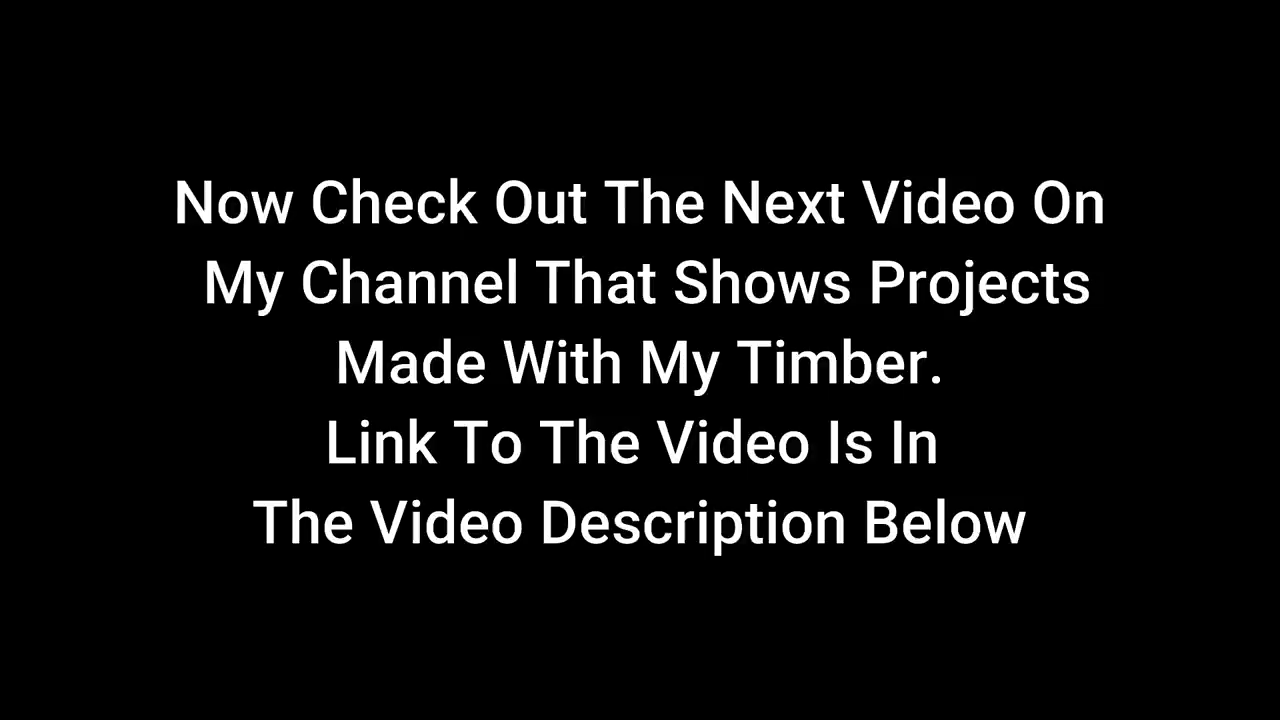 Now Check Out The Next Video On
My Channel That Shows Projects
Made With My Timber.
Link To The Video Is In
The Video Description Below